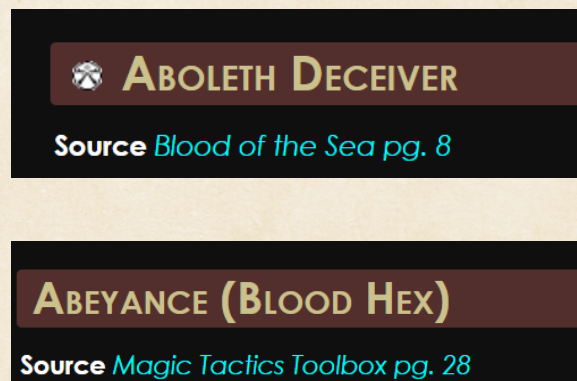 Aboleth Deceiver
Source Blood of the Sea pg. 8
Abeyance (Blood Hex)
Source Magic Tactics Toolbox pg. 28